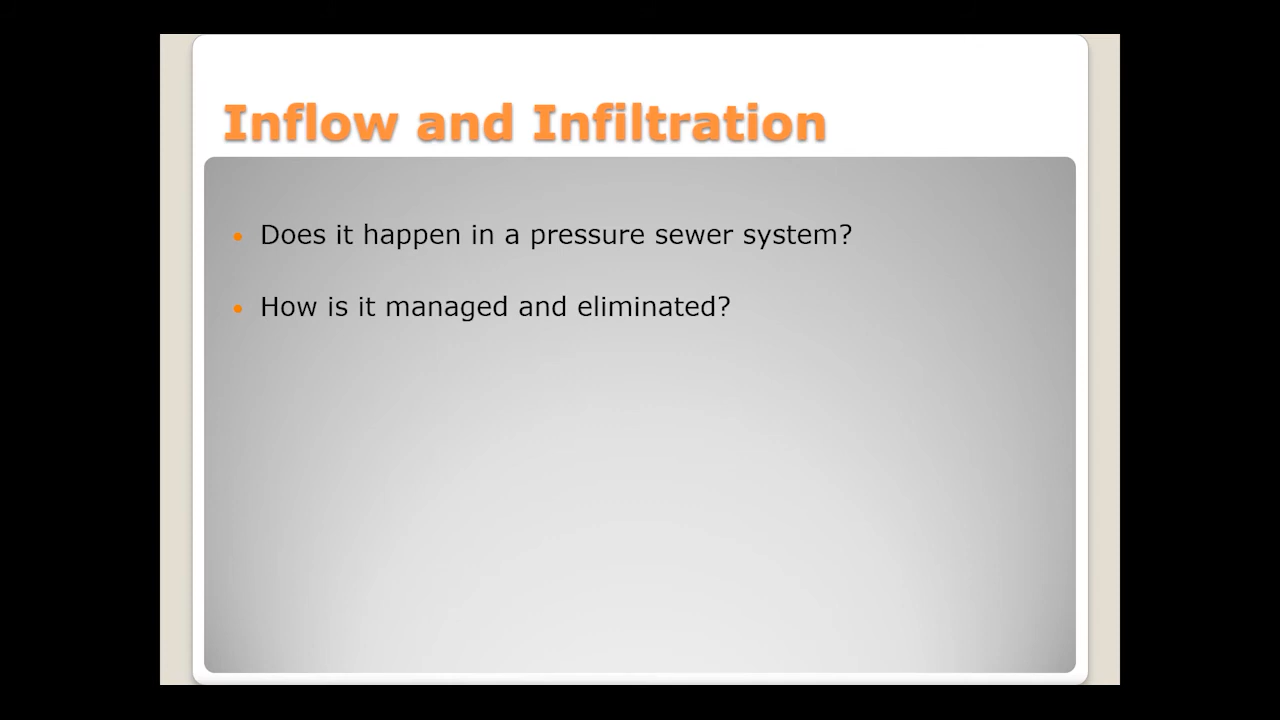 Inflow and Infiltration
• Does it happen in a pressure sewer system?
• How is it managed and eliminated?